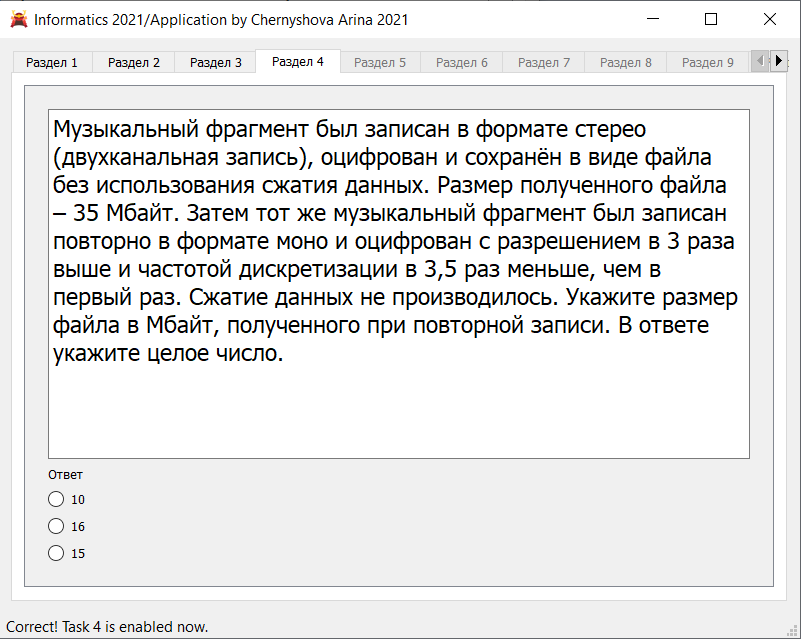 Informatics 2021/Application by Chernyshova Arina 2021
Раздел 1 Раздел 2 Раздел 3 Раздел 4 Раздел 5 Раздел 6 Раздел 7 Раздел 8 Раздел 9
Музыкальный фрагмент был записан в формате стерео
(двухканальная запись), оцифрован и сохранён в виде файла
без использования сжатия данных. Размер полученного файла
– 35 Мбайт. Затем тот же музыкальный фрагмент был записан
повторно в формате моно и оцифрован с разрешением в 3 раза
выше и частотой дискретизации в 3,5 раз меньше, чем в
первый раз. Сжатие данных не производилось. Укажите размер
файла в Мбайт, полученного при повторной записи. В ответе
укажите целое число.
Ответ
10
16
15
Correct! Task 4 is enabled now.